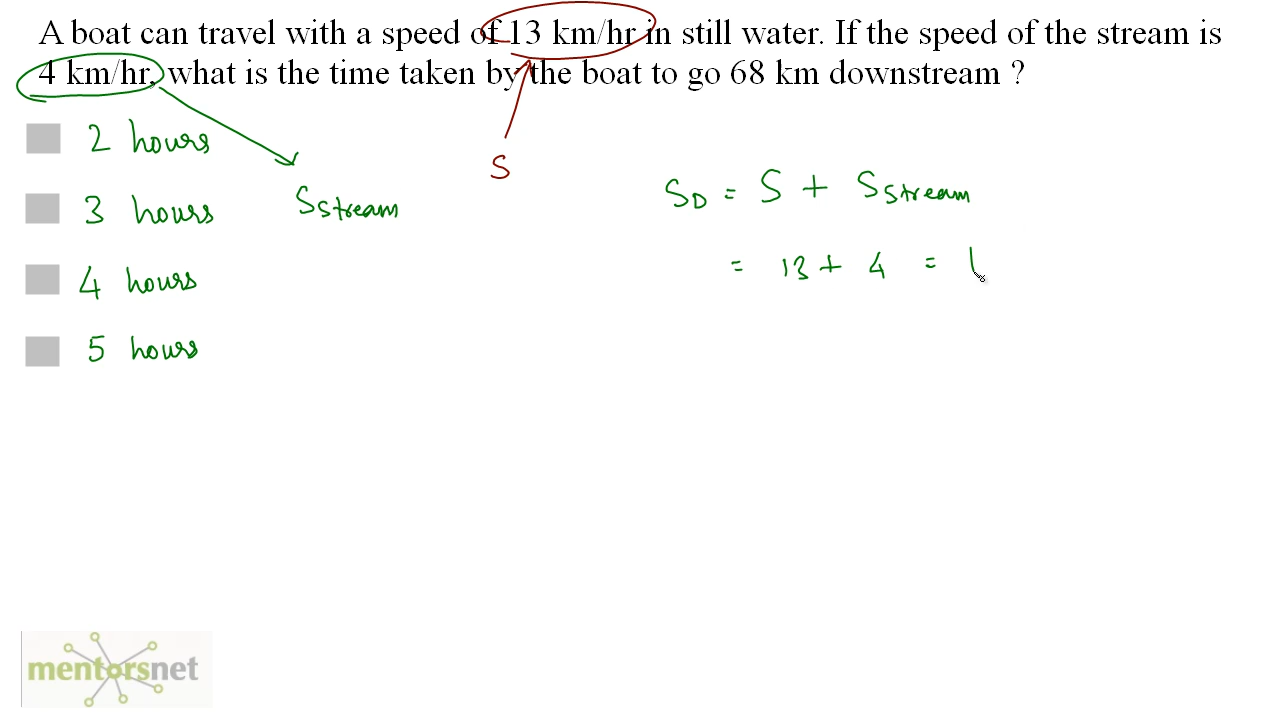 A boat can travel with a speed of 13 km/hr in still water. If the speed of the stream is
4 km/hr, what is the time taken by the boat to go 68 km downstream ?
2 hours
3 hours
4 hours
5 hours
S
Sstream
SD = S + Sstream
= 13 + 4 = 1
mentorsnet